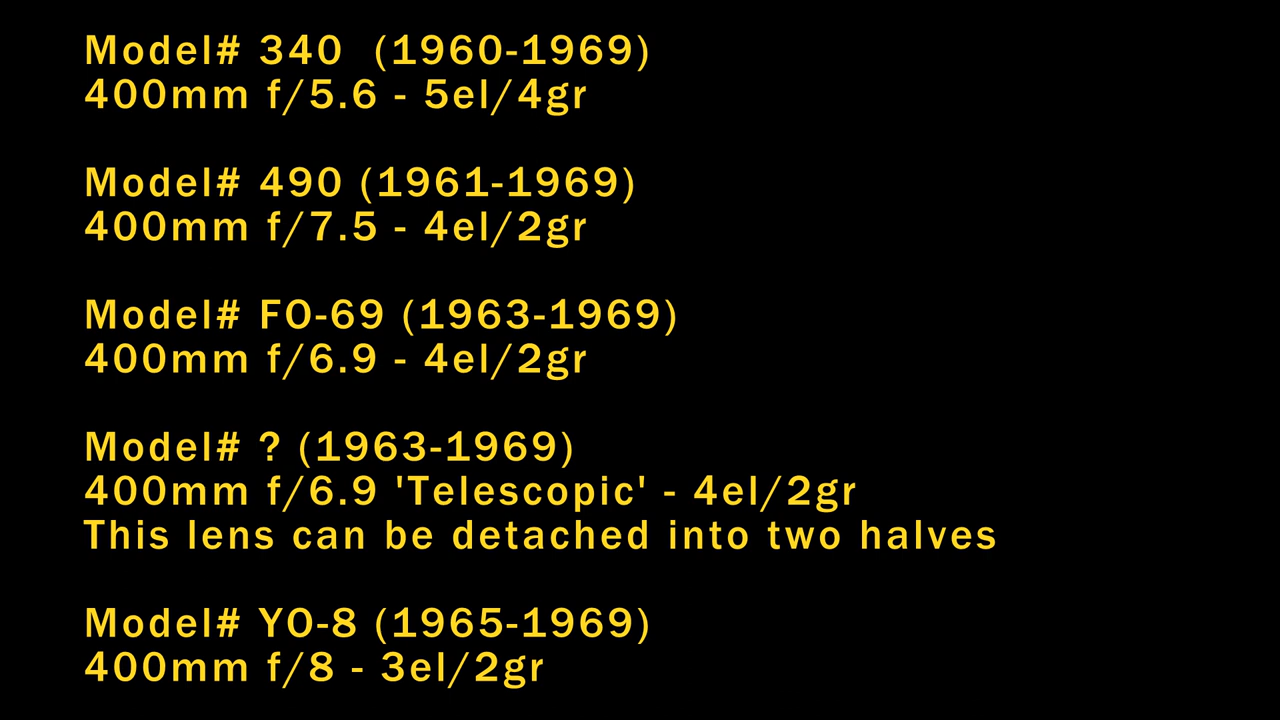 Model# 340  (1960-1969)
400mm f/5.6 - 5el/4gr
Model# 490 (1961-1969)
400mm f/7.5 - 4el/2gr
Model# FO-69 (1963-1969)
400mm f/6.9 - 4el/2gr
Model# ? (1963-1969)
400mm f/6.9 'Telescopic' - 4el/2gr
This lens can be detached into two halves
Model# YO-8 (1965-1969)
400mm f/8 - 3el/2gr